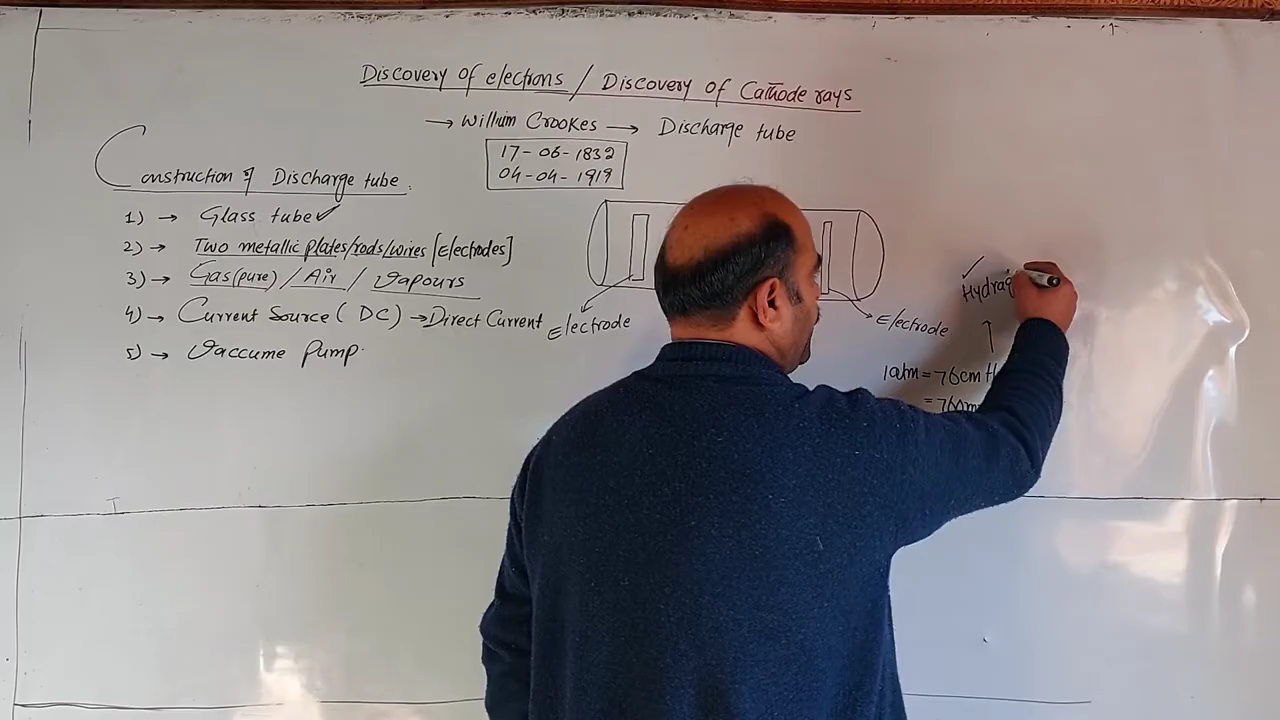 Discovery of electrons / Discovery of Cathode rays
→ William Crookes → Discharge tube
17-06-1832
04-04-1919
Construction of Discharge tube.
1) → Glass tube✓
2) → Two metallic plates/rods/wires [Electrodes]
3) → Gas(pure) / Air / Vapours
4) → Current Source ( DC) → Direct Current
5) → Vaccume Pump.
Electrode
Electrode
✓
1atm = 76cm
= 760m